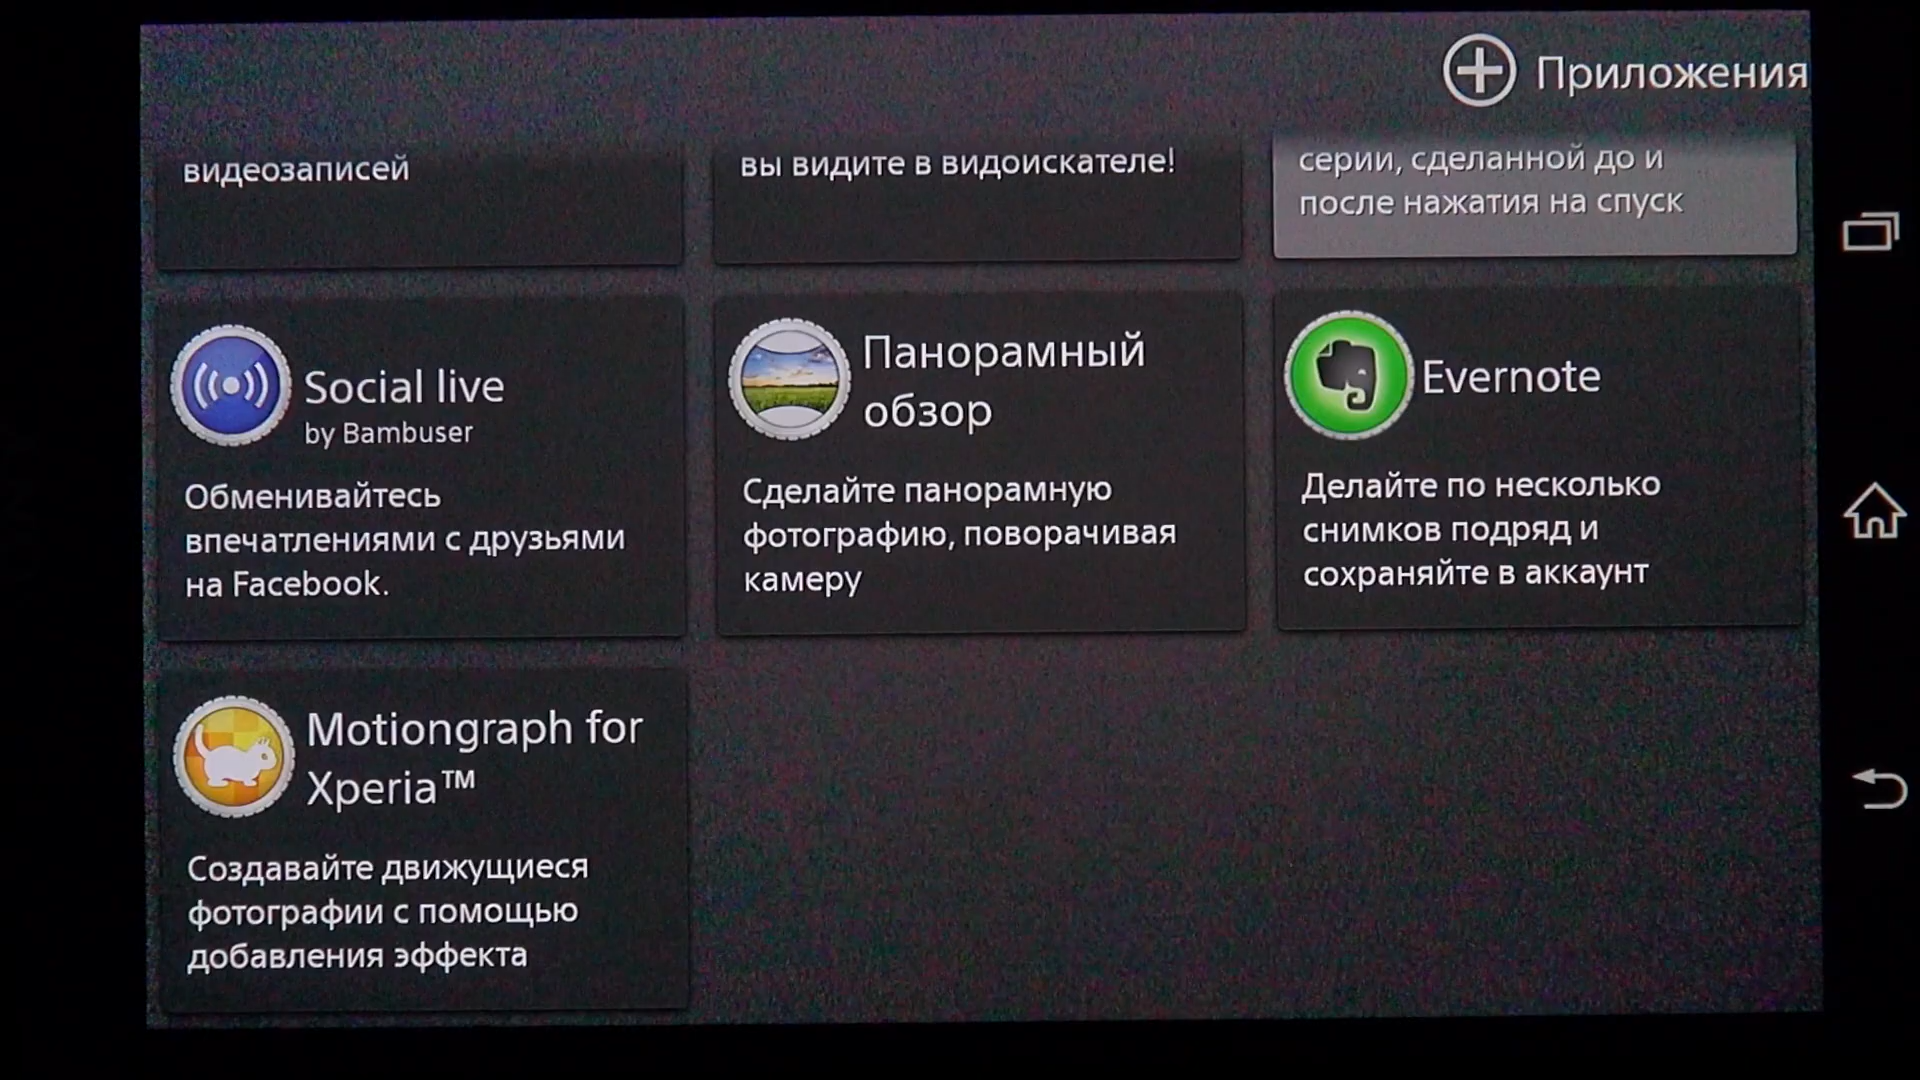 Приложения
видеозаписей
вы видите в видоискателе!
серии, сделанной до и
после нажатия на спуск
Social live
by Bambuser
Обменивайтесь
впечатлениями с друзьями
на Facebook.
Панорамный
обзор
Сделайте панорамную
фотографию, поворачивая
камеру
Evernote
Делайте по несколько
снимков подряд и
сохраняйте в аккаунт
Motiongraph for
Xperia™
Создавайте движущиеся
фотографии с помощью
добавления эффекта